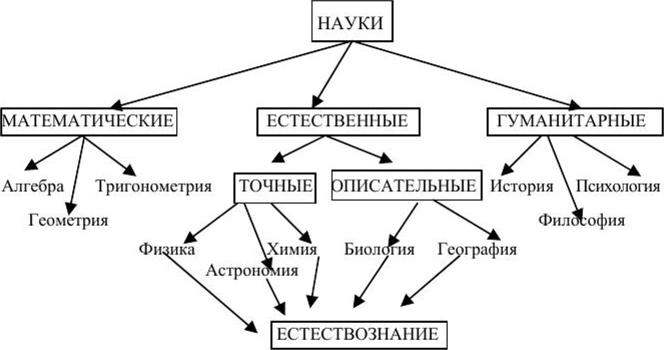 НАУКИ
МАТЕМАТИЧЕСКИЕ
ЕСТЕСТВЕННЫЕ
ГУМАНИТАРНЫЕ
Алгебра
Тригонометрия
Геометрия
ТОЧНЫЕ
ОПИСАТЕЛЬНЫЕ
История
Психология
Философия
Физика
Химия
Астрономия
Биология
География
ЕСТЕСТВОЗНАНИЕ